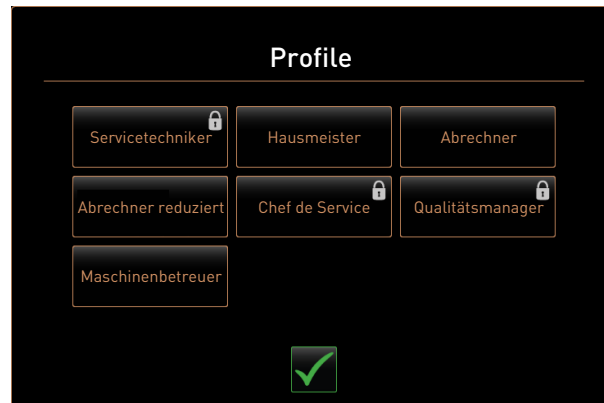 Profile
Servicetechniker
Hausmeister
Abrechner
Abrechner reduziert
Chef de Service
Qualitätsmanager
Maschinenbetreuer